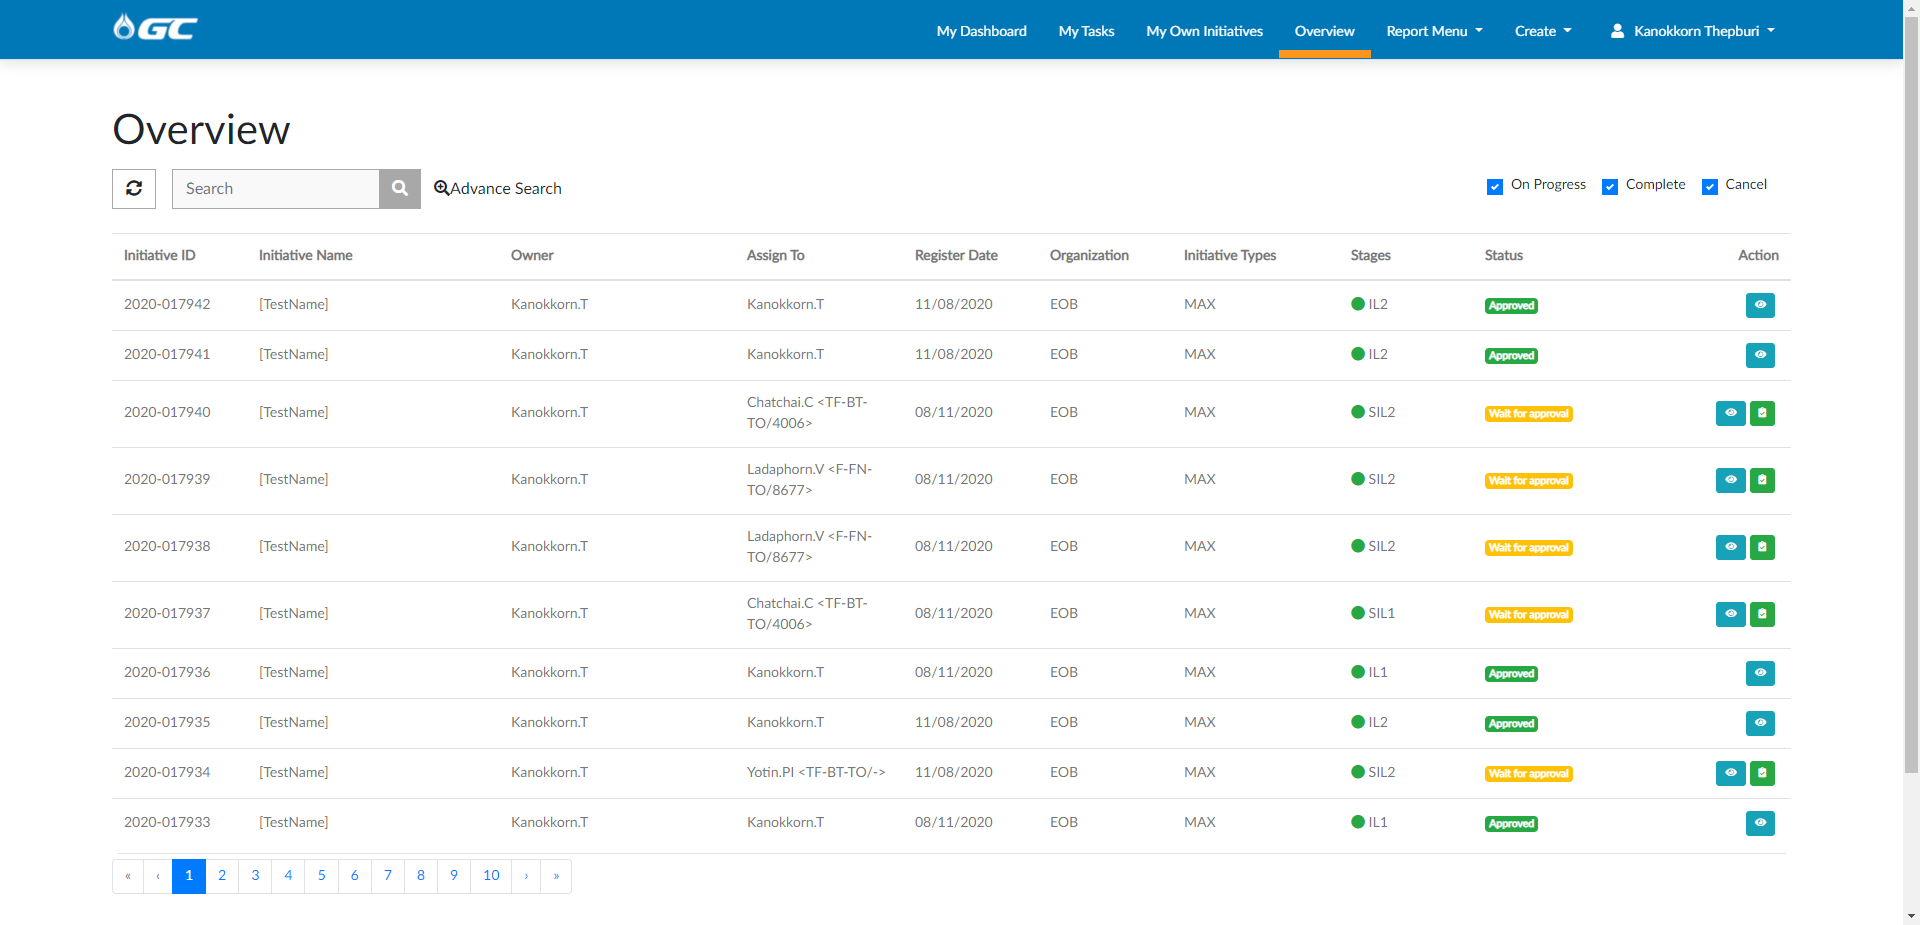 GC
My Dashboard My Tasks My Own Initiatives Overview Report Menu Create Kanokkorn Thepburi
Overview
Search Advance Search On Progress Complete Cancel
Initiative ID Initiative Name Owner Assign To Register Date Organization Initiative Types Stages Status Action
2020-017942 [TestName] Kanokkorn.T Kanokkorn.T 11/08/2020 EOB MAX IL2 Approved
2020-017941 [TestName] Kanokkorn.T Kanokkorn.T 11/08/2020 EOB MAX IL2 Approved
2020-017940 [TestName] Kanokkorn.T Chatchai.C <TF-BT-
TO/4006> 08/11/2020 EOB MAX SIL2 Wait for approval
2020-017939 [TestName] Kanokkorn.T Ladaphorn.V <F-FN-
TO/8677> 08/11/2020 EOB MAX SIL2 Wait for approval
2020-017938 [TestName] Kanokkorn.T Ladaphorn.V <F-FN-
TO/8677> 08/11/2020 EOB MAX SIL2 Wait for approval
2020-017937 [TestName] Kanokkorn.T Chatchai.C <TF-BT-
TO/4006> 08/11/2020 EOB MAX SIL1 Wait for approval
2020-017936 [TestName] Kanokkorn.T Kanokkorn.T 08/11/2020 EOB MAX IL1 Approved
2020-017935 [TestName] Kanokkorn.T Kanokkorn.T 11/08/2020 EOB MAX IL2 Approved
2020-017934 [TestName] Kanokkorn.T Yotin.PI <TF-BT-TO/-> 11/08/2020 EOB MAX SIL2 Wait for approval
2020-017933 [TestName] Kanokkorn.T Kanokkorn.T 08/11/2020 EOB MAX IL1 Approved
« ‹ 1 2 3 4 5 6 7 8 9 10 › »